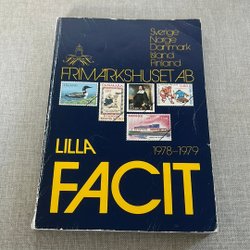 Sverige
Norge
Danmark
Island
Finland
FRIMÄRKSHUSET AB
LILLA
1978-1979
FACIT